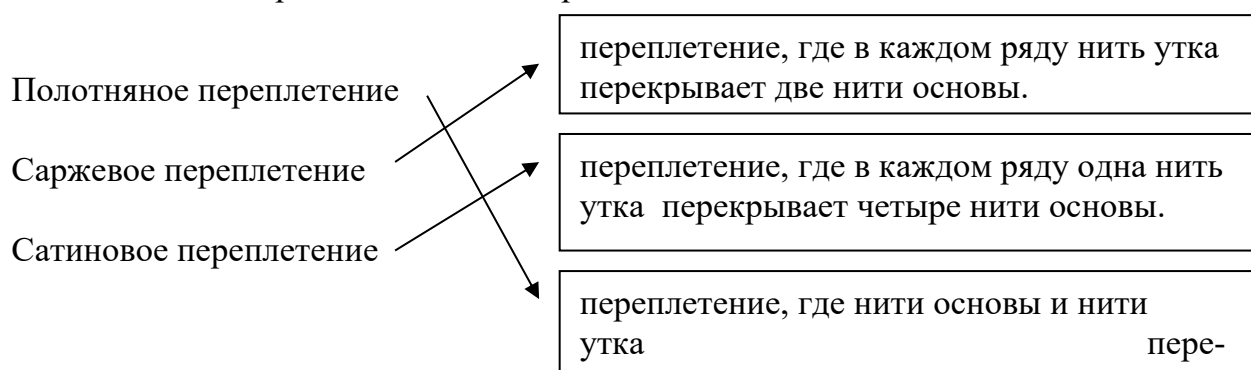 переплетение, где в каждом ряду нить утка
перекрывает две нити основы.
Полотняное переплетение
Саржевое переплетение
переплетение, где в каждом ряду одна нить
утка перекрывает четыре нити основы.
Сатиновое переплетение
переплетение, где нити основы и нити
утка пере-